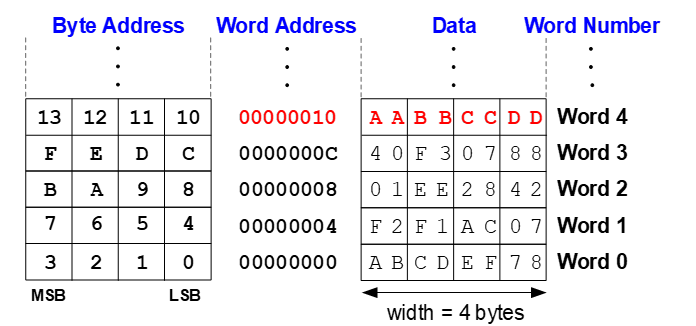 Byte Address Word Address Data Word Number
13 12 11 10 00000010 A A B B C C D D Word 4
F E D C 0000000C 4 0 F 3 0 7 8 8 Word 3
B A 9 8 00000008 0 1 E E 2 8 4 2 Word 2
7 6 5 4 00000004 F 2 F 1 A C 0 7 Word 1
3 2 1 0 00000000 A B C D E F 7 8 Word 0
MSB LSB
width = 4 bytes